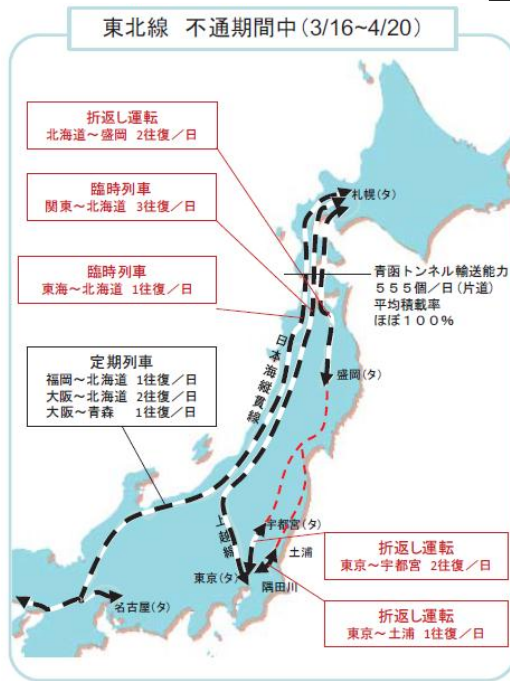 東北線 不通期間中(3/16~4/20)
折返し運転
北海道~盛岡 2往復/日
臨時列車
関東~北海道 3往復/日
臨時列車
東海~北海道 1往復/日
定期列車
福岡~北海道 1往復/日
大阪~北海道 2往復/日
大阪~青森 1往復/日
札幌(タ)
青函トンネル輸送能力
555個/日(片道)
平均積載率
ほぼ100%
盛岡(タ)
日本海縦貫線
上越線
宇都宮(タ)
土浦
東京(タ)
隅田川
名古屋(タ)
折返し運転
東京~宇都宮 2往復/日
折返し運転
東京~土浦 1往復/日